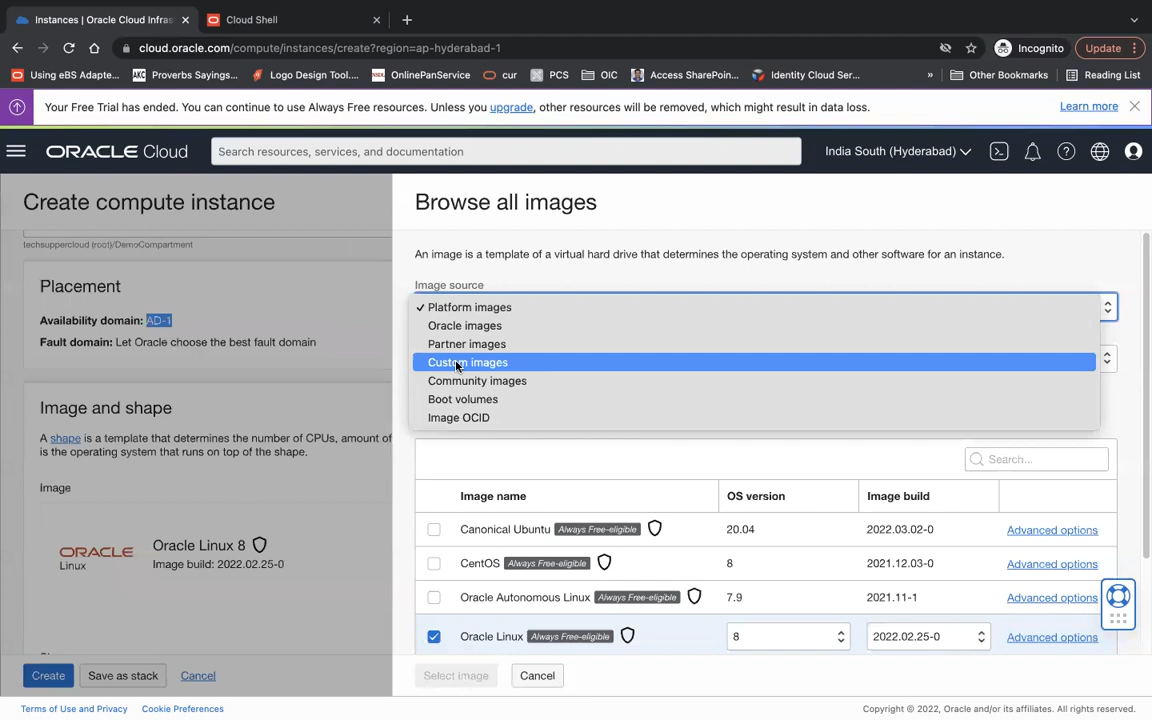 Instances | Oracle Cloud Infras
Cloud Shell
cloud.oracle.com/compute/instances/create?region=ap-hyderabad-1
Incognito
Update
Using eBS Adapte...
AKC
Proverbs Sayings...
Logo Design Tool....
OnlinePanService
cur
PCS
OIC
Access SharePoin...
Identity Cloud Ser...
»
Other Bookmarks
Reading List
Your Free Trial has ended. You can continue to use Always Free resources. Unless you upgrade, other resources will be removed, which might result in data loss.
Learn more
ORACLE Cloud
Search resources, services, and documentation
India South (Hyderabad)
Create compute instance
techsuppercloud (root)/DemoCompartment
Placement
Availability domain: AD-1
Fault domain: Let Oracle choose the best fault domain
Image and shape
A shape is a template that determines the number of CPUs, amount of
is the operating system that runs on top of the shape.
Image
ORACLE
Linux
Oracle Linux 8
Image build: 2022.02.25-0
Create
Save as stack
Cancel
Browse all images
An image is a template of a virtual hard drive that determines the operating system and other software for an instance.
Image source
✓ Platform images
Oracle images
Partner images
Custom images
Community images
Boot volumes
Image OCID
Search...
Image name
OS version
Image build
Canonical Ubuntu Always Free-eligible
20.04
2022.03.02-0
Advanced options
CentOS Always Free-eligible
8
2021.12.03-0
Advanced options
Oracle Autonomous Linux Always Free-eligible
7.9
2021.11-1
Advanced options
Oracle Linux Always Free-eligible
8
2022.02.25-0
Advanced options
Select image
Cancel
Terms of Use and Privacy
Cookie Preferences
Copyright © 2022, Oracle and/or its affiliates. All rights reserved.